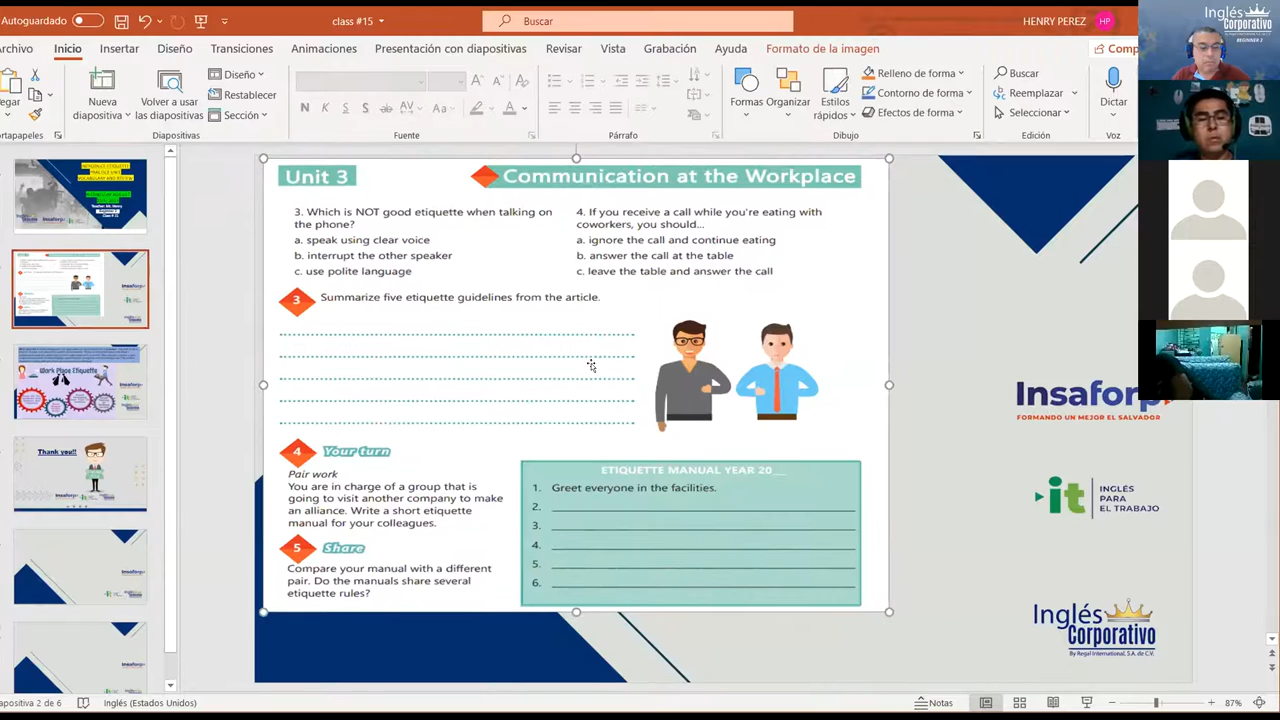 Autoguardado
class #15
Buscar
HENRY PEREZ
HP
Archivo Inicio Insertar Diseño Transiciones Animaciones Presentación con diapositivas Revisar Vista Grabación Ayuda Formato de la imagen
Nueva diapositiva
Volver a usar las diapositivas
Diseño
Restablecer
Sección
Formas
Organizar
Estilos rápidos
Relleno de forma
Contorno de forma
Efectos de forma
Buscar
Reemplazar
Seleccionar
Dictar
Diapositivas
Fuente
Párrafo
Dibujo
Edición
Voz
Inglés
Corporativo
BEGINNER 3
Unit 3
Communication at the Workplace
3. Which is NOT good etiquette when talking on
the phone?
a. speak using clear voice
b. interrupt the other speaker
c. use polite language
4. If you receive a call while you're eating with
coworkers, you should...
a. ignore the call and continue eating
b. answer the call at the table
c. leave the table and answer the call
3 Summarize five etiquette guidelines from the article.
4 Your turn
Pair work
You are in charge of a group that is
going to visit another company to make
an alliance. Write a short etiquette
manual for your colleagues.
5 Share
Compare your manual with a different
pair. Do the manuals share several
etiquette rules?
ETIQUETTE MANUAL YEAR 20__
1. Greet everyone in the facilities.
2.
3.
4.
5.
6.
Insaforp
FORMANDO UN MEJOR EL SALVADOR
it INGLÉS
PARA
EL TRABAJO
Inglés
Corporativo
By Regal International, S.A. de C.V.
Work Place Etiquette
Thank you!!
Inglés (Estados Unidos)
Notas
87%